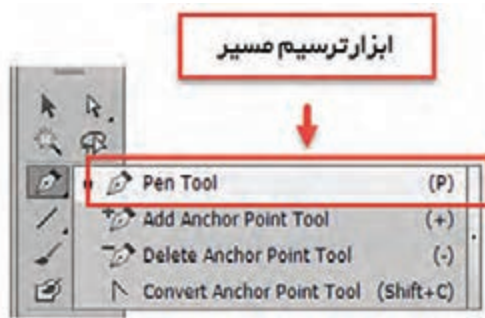 ابزارترسیم مسیر
Pen Tool (P)
Add Anchor Point Tool (+)
Delete Anchor Point Tool (-)
Convert Anchor Point Tool (Shift+C)